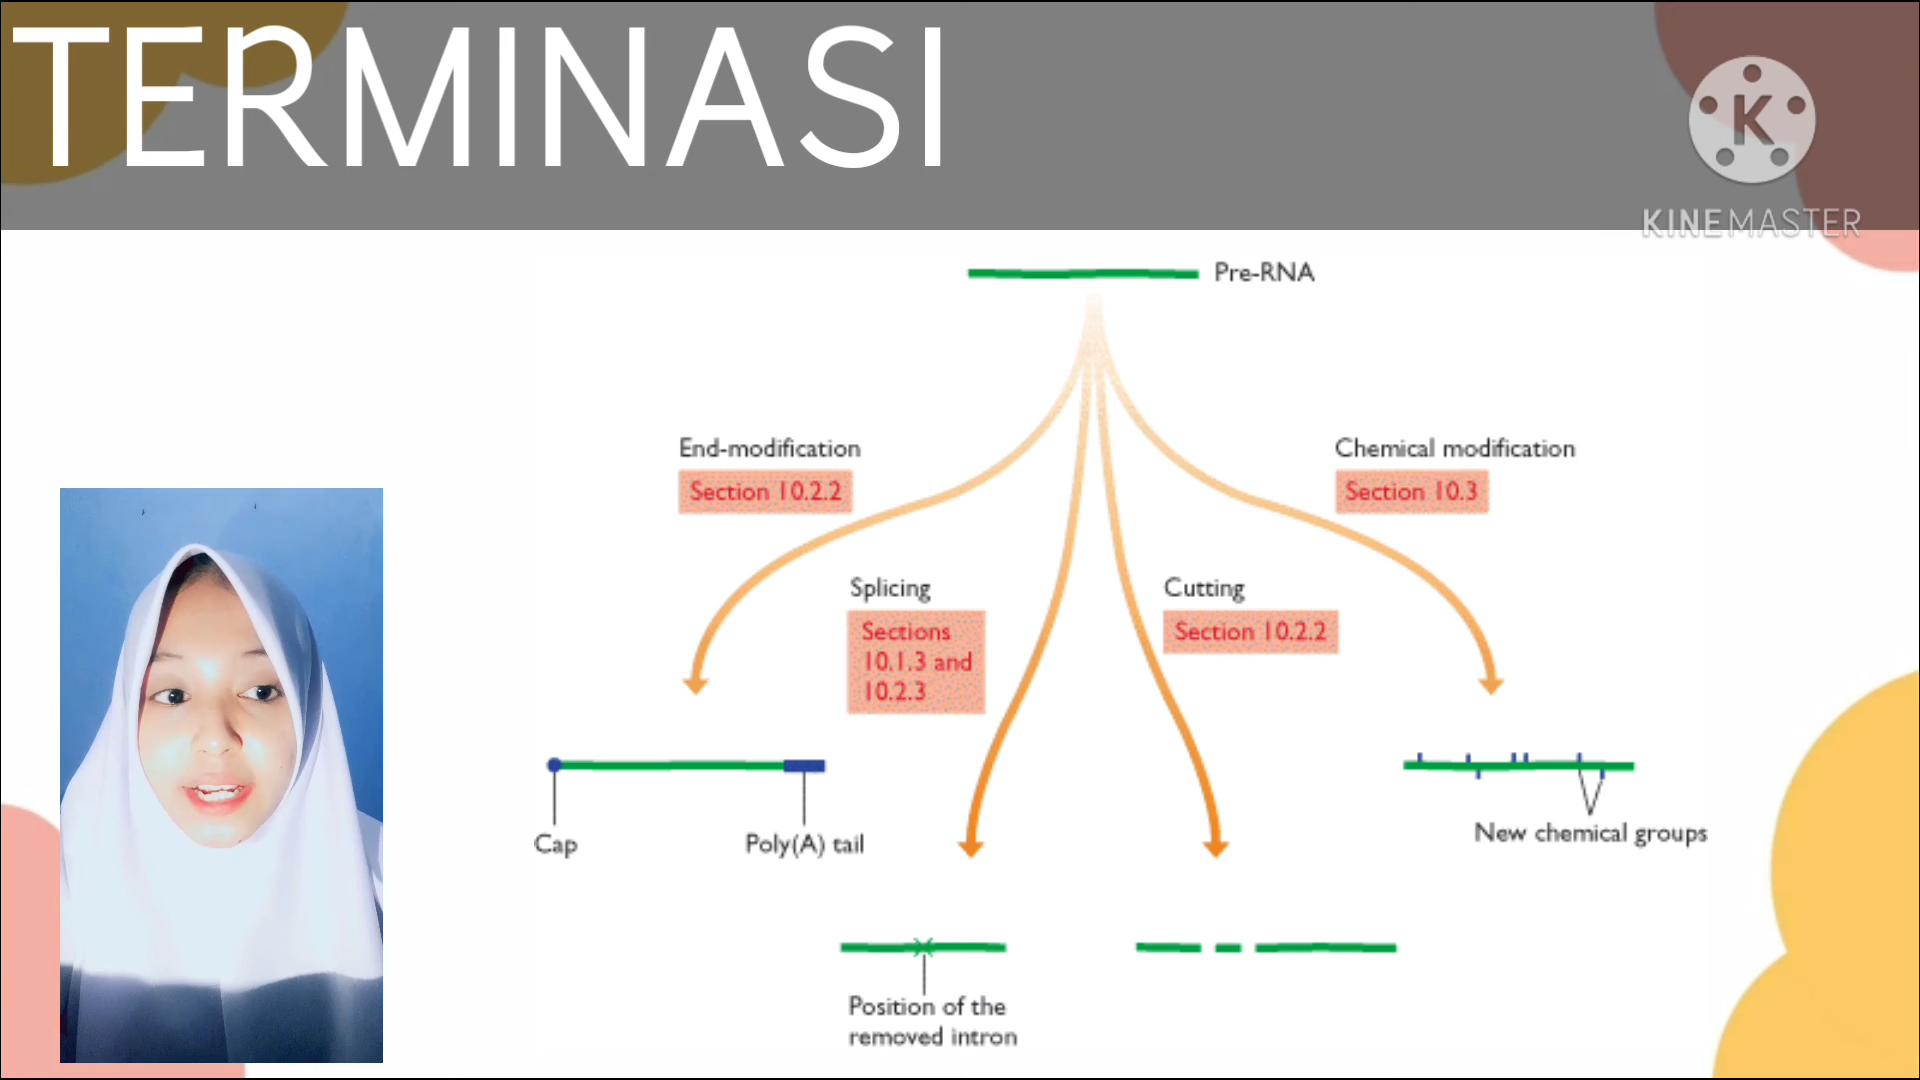 TERMINASI
K
KINEMASTER
Pre-RNA
End-modification
Section 10.2.2
Chemical modification
Section 10.3
Splicing
Sections
10.1.3 and
10.2.3
Cutting
Section 10.2.2
Cap
Poly(A) tail
New chemical groups
Position of the
removed intron